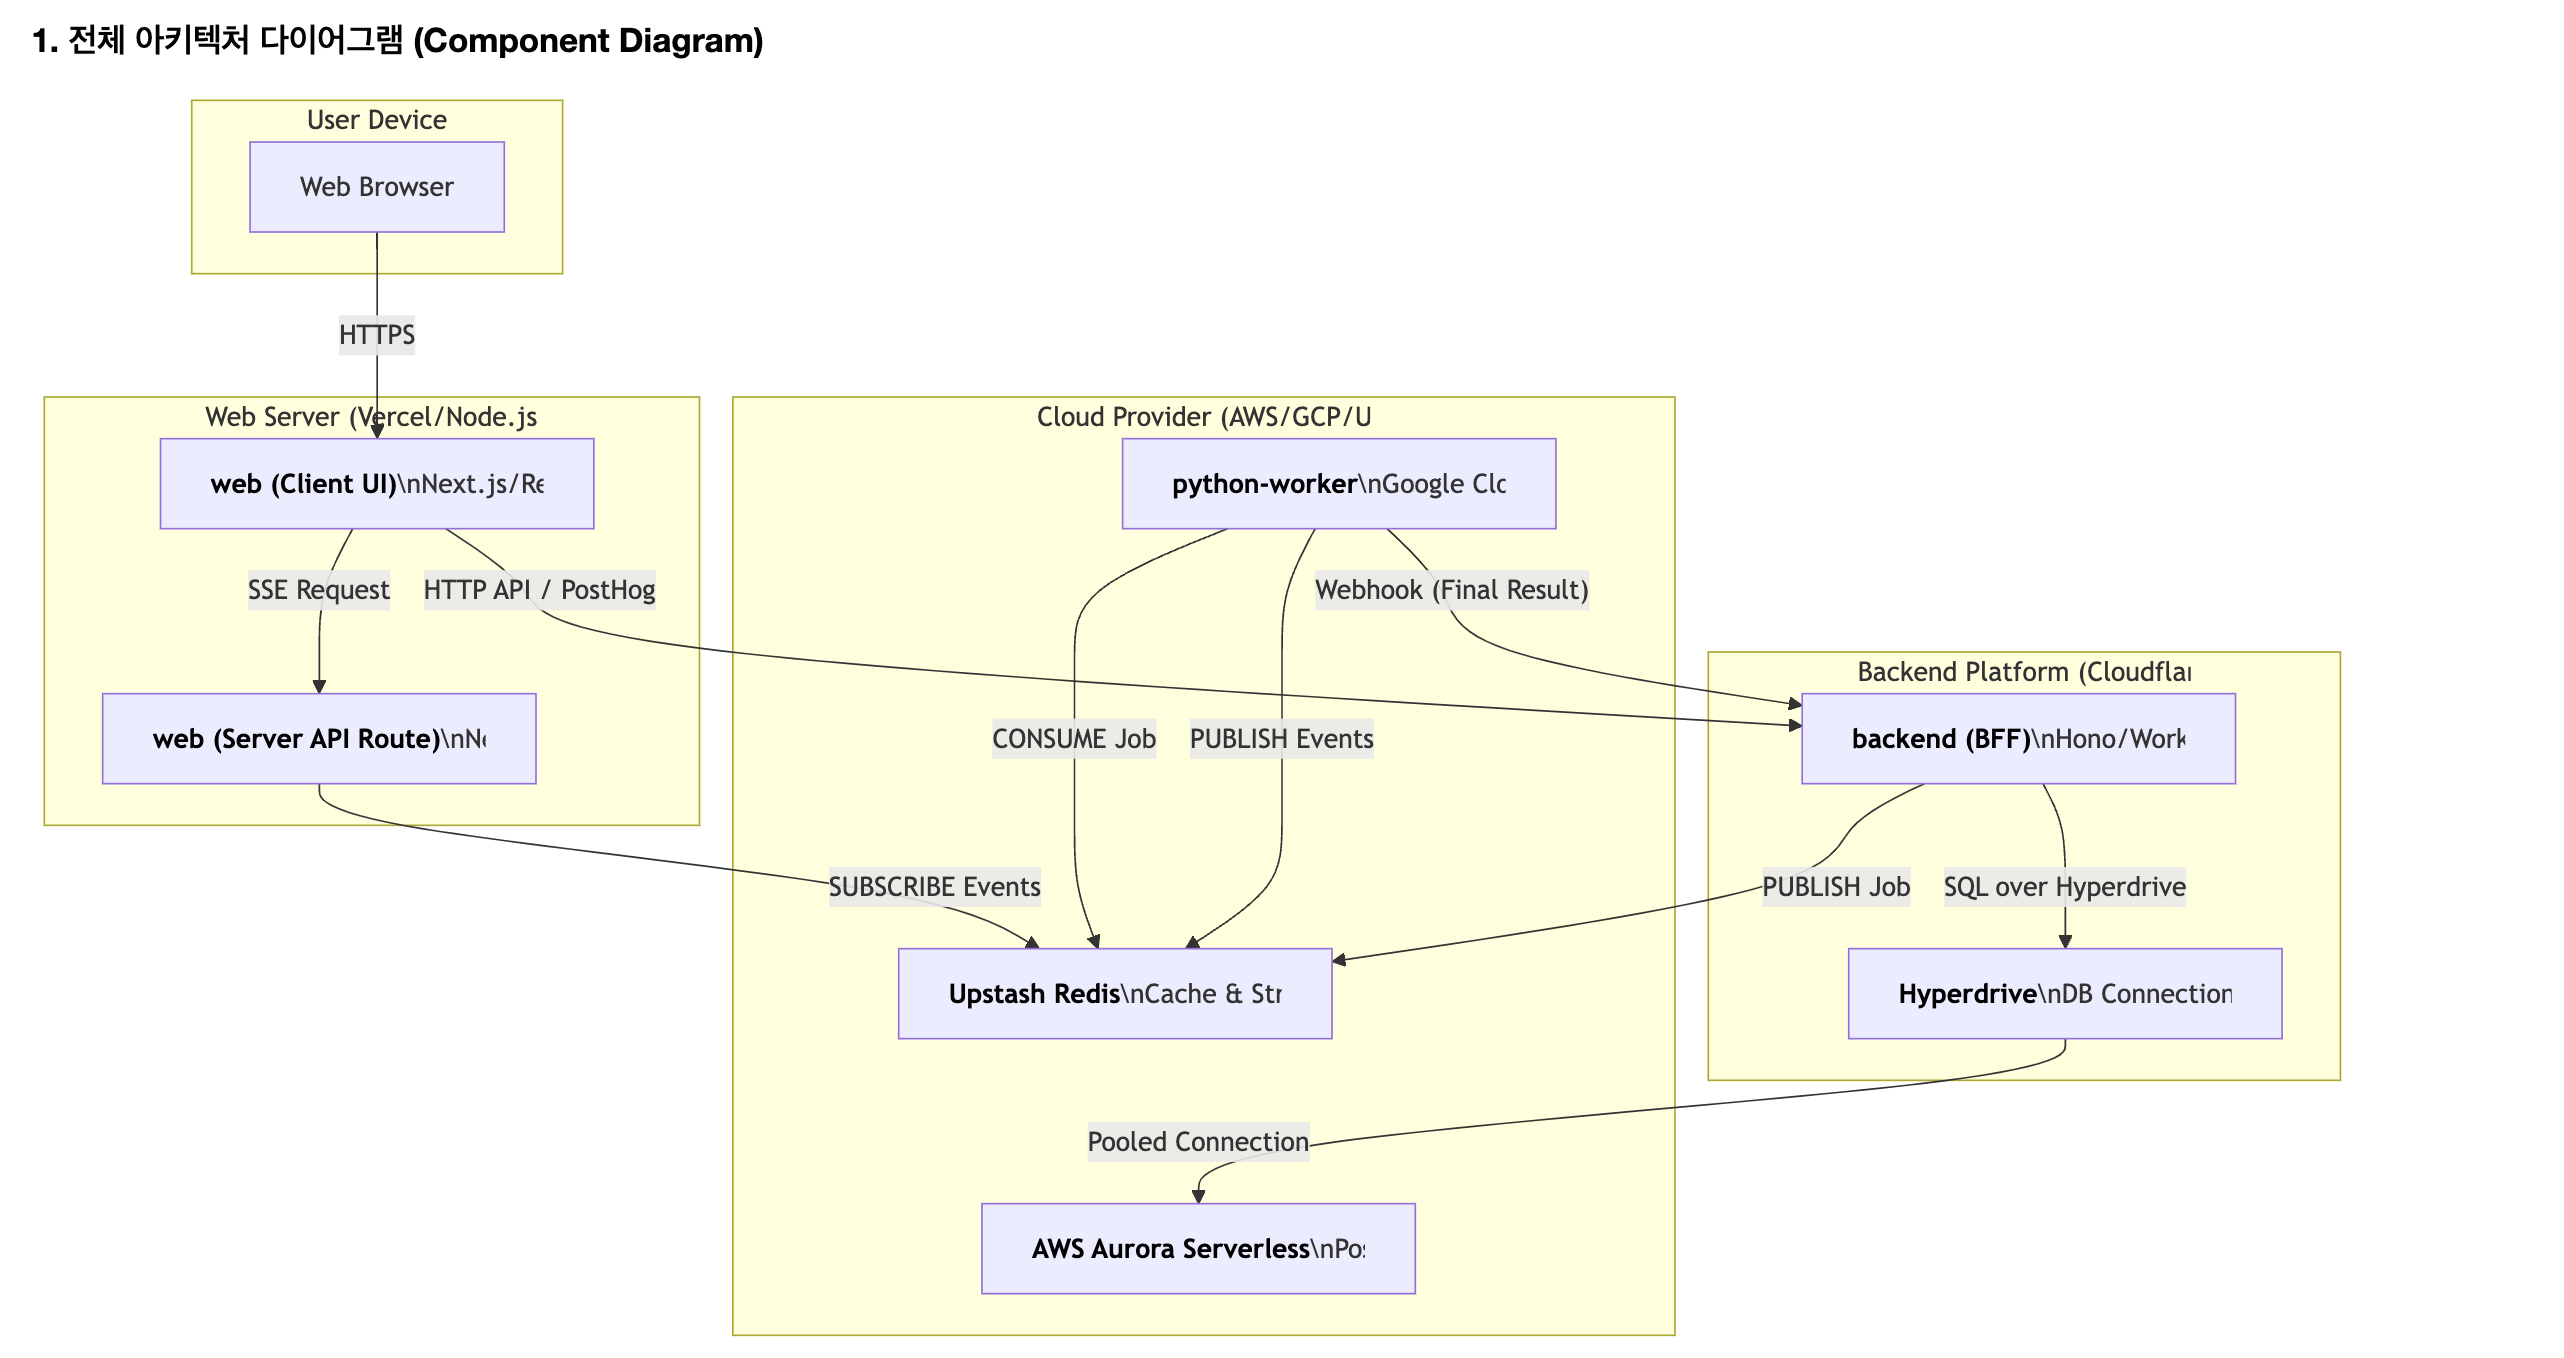 1. 전체 아키텍처 다이어그램 (Component Diagram)
User Device
Web Browser
HTTPS
Web Server (Vercel/Node.js
web (Client UI)\nNext.js/Re
SSE Request
HTTP API / PostHog
web (Server API Route)\nNe
Cloud Provider (AWS/GCP/U
python-worker\nGoogle Clo
Webhook (Final Result)
CONSUME Job
PUBLISH Events
SUBSCRIBE Events
Upstash Redis\nCache & Str
Pooled Connection
AWS Aurora Serverless\nPos
Backend Platform (Cloudflar
backend (BFF)\nHono/Work
PUBLISH Job
SQL over Hyperdrive
Hyperdrive\nDB Connection